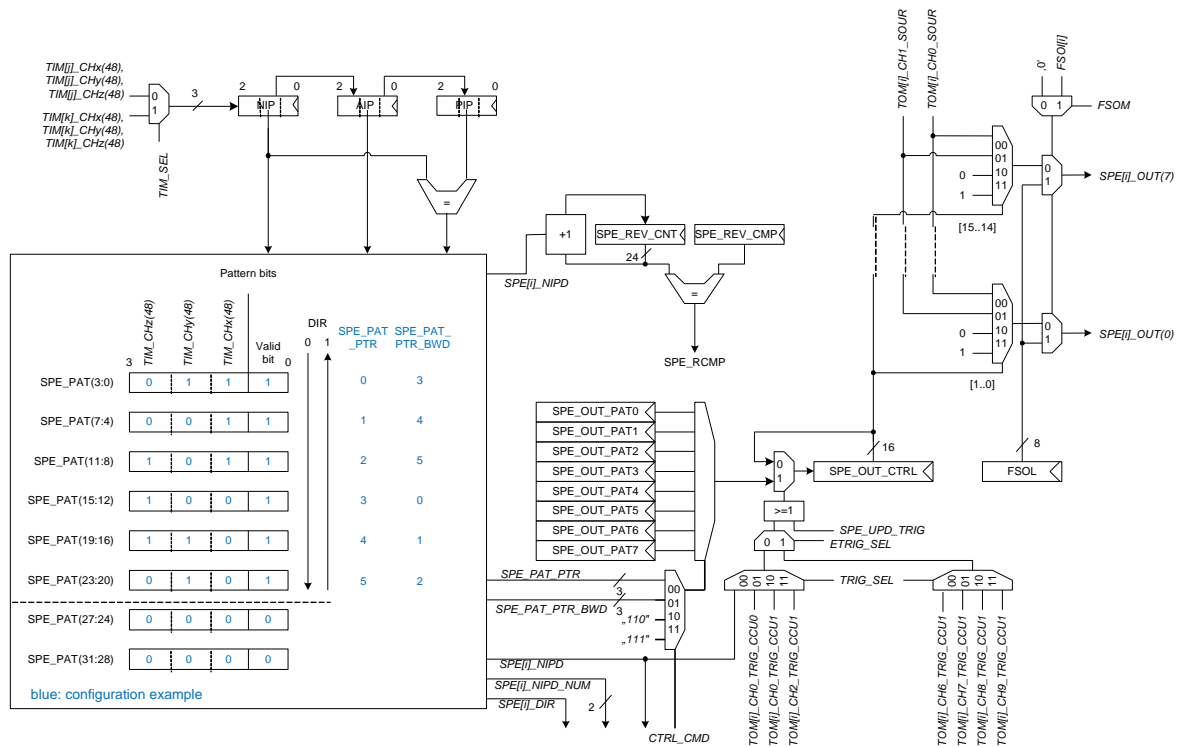 TIM[j]_CHx(48),
TIM[j]_CHy(48),
TIM[j]_CHz(48)
TIM[k]_CHx(48),
TIM[k]_CHy(48),
TIM[k]_CHz(48)
0
1
TIM_SEL
3
2 0
NIP
2 0
AIP
2 0
PIP
=
+1
SPE_REV_CNT
SPE_REV_CMP
24
=
SPE_RCMP
SPE[i]_NIPD
Pattern bits
3 TIM_CHz(48) TIM_CHy(48) TIM_CHx(48) Valid bit 0
DIR
0 1
SPE_PAT
_PTR
SPE_PAT_
PTR_BWD
SPE_PAT(3:0) 0 1 1 1 0 3
SPE_PAT(7:4) 0 0 1 1 1 4
SPE_PAT(11:8) 1 0 1 1 2 5
SPE_PAT(15:12) 1 0 0 1 3 0
SPE_PAT(19:16) 1 1 0 1 4 1
SPE_PAT(23:20) 0 1 0 1 5 2
SPE_PAT(27:24) 0 0 0 0
SPE_PAT(31:28) 0 0 0 0
blue: configuration example
SPE_PAT_PTR
3
SPE_PAT_PTR_BWD
3
„110"
„111"
00
01
10
11
SPE[i]_NIPD
SPE[i]_NIPD_NUM
2
SPE[i]_DIR
CTRL_CMD
SPE_OUT_PAT0
SPE_OUT_PAT1
SPE_OUT_PAT2
SPE_OUT_PAT3
SPE_OUT_PAT4
SPE_OUT_PAT5
SPE_OUT_PAT6
SPE_OUT_PAT7
0
1
SPE_OUT_CTRL
16
>=1
SPE_UPD_TRIG
0 1
ETRIG_SEL
00 01 10 11
TRIG_SEL
00 01 10 11
TOM[i]_CH0_TRIG_CCU0
TOM[i]_CH0_TRIG_CCU1
TOM[i]_CH2_TRIG_CCU1
TOM[i]_CH6_TRIG_CCU1
TOM[i]_CH7_TRIG_CCU1
TOM[i]_CH8_TRIG_CCU1
TOM[i]_CH9_TRIG_CCU1
TOM[i]_CH1_SOUR
TOM[i]_CH0_SOUR
‚0'
FSOI[i]
0 1
FSOM
00
01
0 10
1 11
0
1
SPE[i]_OUT(7)
[15..14]
00
01
0 10
1 11
0
1
SPE[i]_OUT(0)
[1..0]
8
FSOL